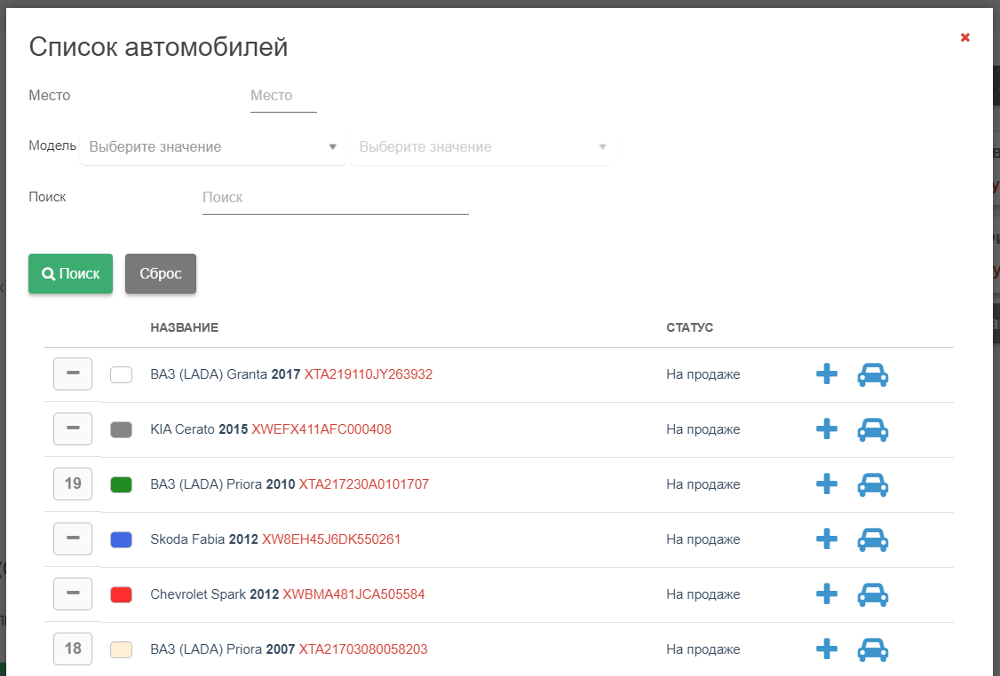 Список автомобилей
Место Место
Модель Выберите значение Выберите значение
Поиск Поиск
Поиск Сброс
НАЗВАНИЕ СТАТУС
ВАЗ (LADA) Granta 2017 XTA219110JY263932 На продаже
KIA Cerato 2015 XWEFX411AFC000408 На продаже
19 ВАЗ (LADA) Priora 2010 XTA217230A0101707 На продаже
Skoda Fabia 2012 XW8EH45J6DK550261 На продаже
Chevrolet Spark 2012 XWBMA481JCA505584 На продаже
18 ВАЗ (LADA) Priora 2007 XTA21703080058203 На продаже